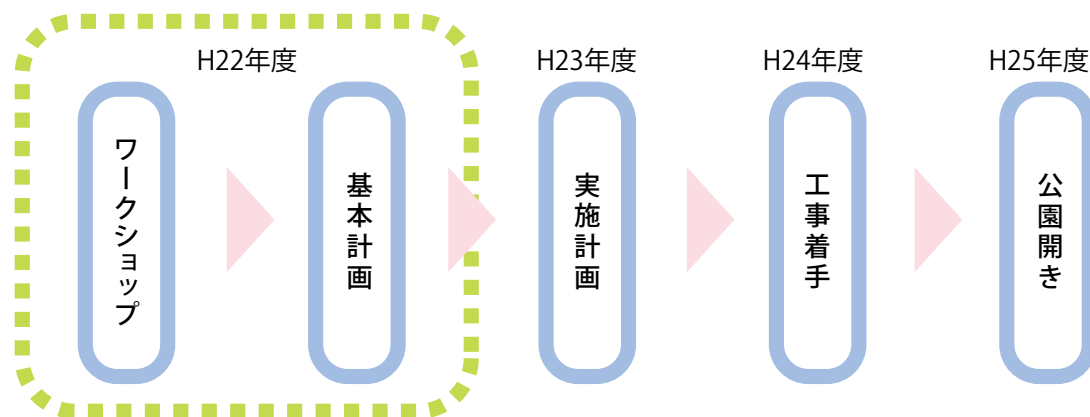 H22年度
H23年度
H24年度
H25年度
ワークショップ
基本計画
実施計画
工事着手
公園開き